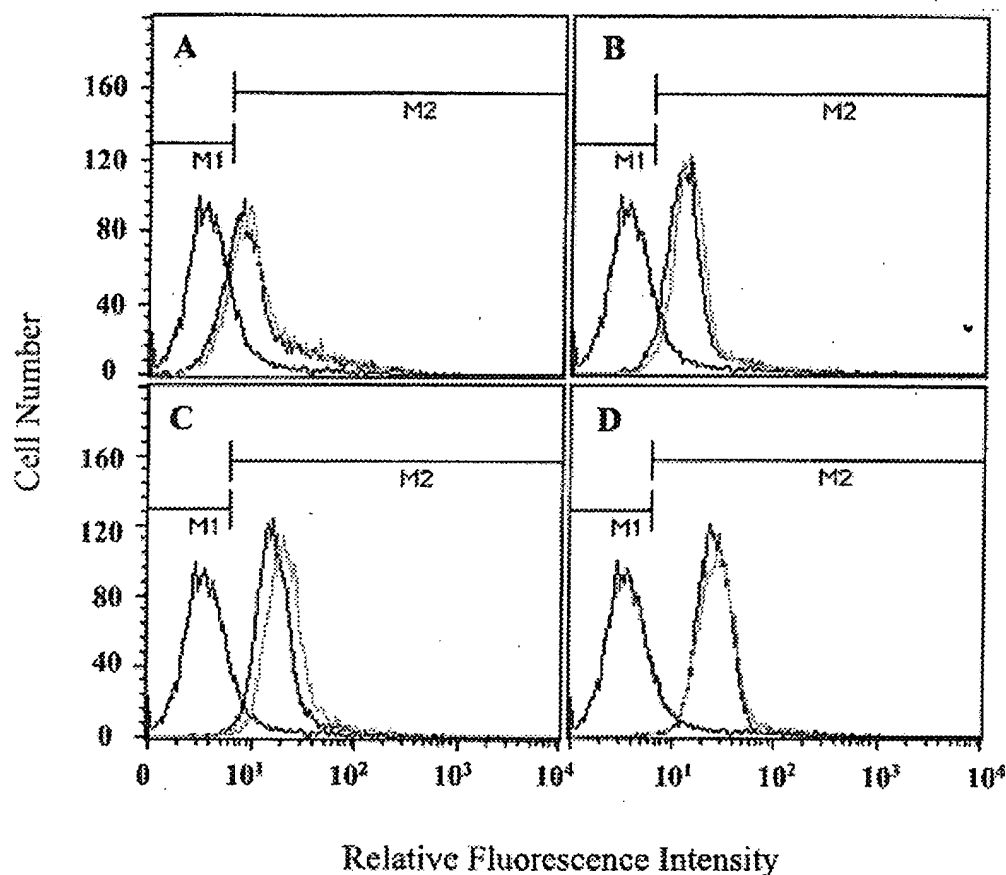 A B
160 M2 M2
120 M1 M1
80
40
0
C D
160 M2 M2
120 M1 M1
80
40
0
0 10¹ 10² 10³ 10⁴ 10¹ 10² 10³ 10⁴
Cell Number
Relative Fluorescence Intensity